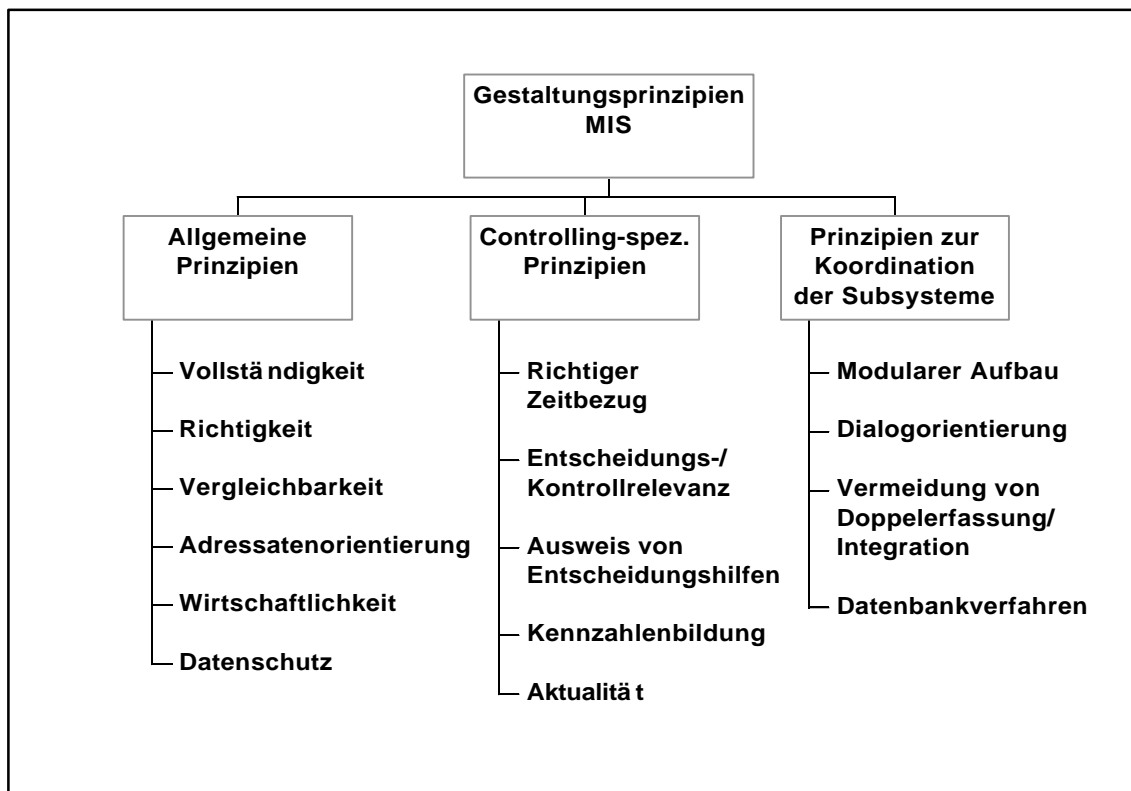 Gestaltungsprinzipien
MIS
Allgemeine
Prinzipien
Vollständigkeit
Richtigkeit
Vergleichbarkeit
Adressatenorientierung
Wirtschaftlichkeit
Datenschutz
Controlling-spez.
Prinzipien
Richtiger
Zeitbezug
Entscheidungs-/
Kontrollrelevanz
Ausweis von
Entscheidungshilfen
Kennzahlenbildung
Aktualität
Prinzipien zur
Koordination
der Subsysteme
Modularer Aufbau
Dialogorientierung
Vermeidung von
Doppelerfassung/
Integration
Datenbankverfahren